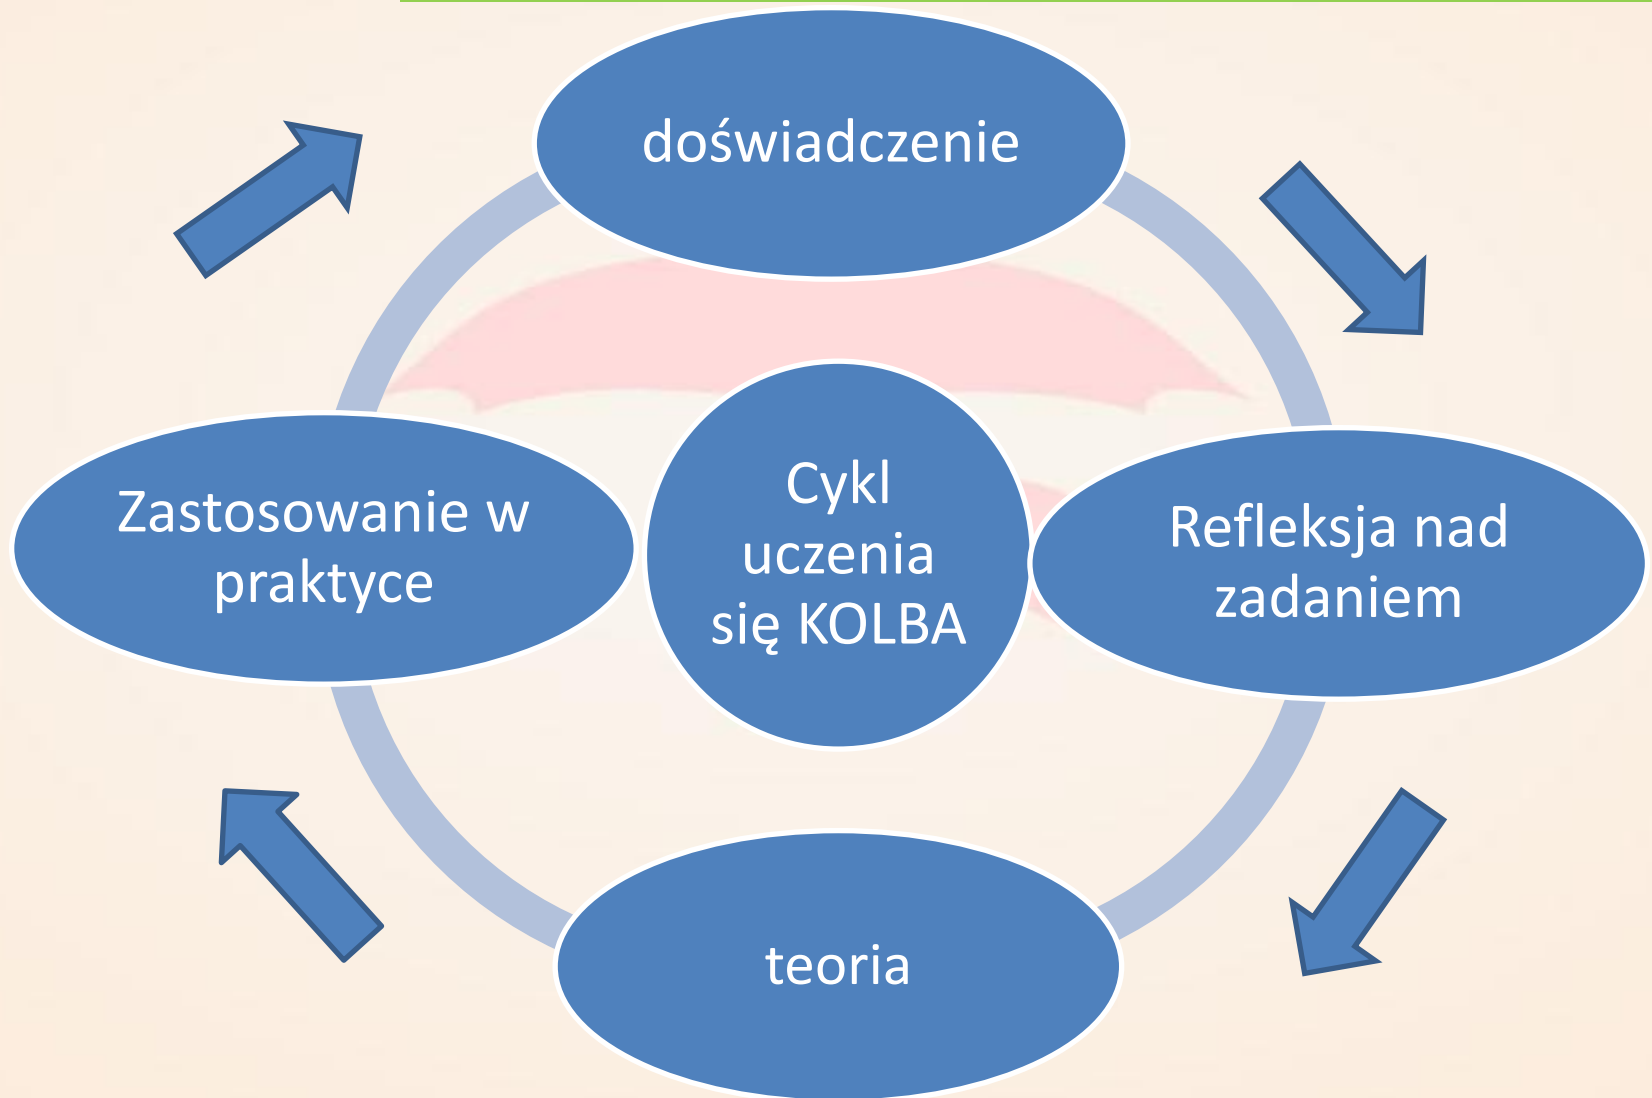 doświadczenie
Zastosowanie w
praktyce
Cykl
uczenia
się KOLBA
Refleksja nad
zadaniem
teoria